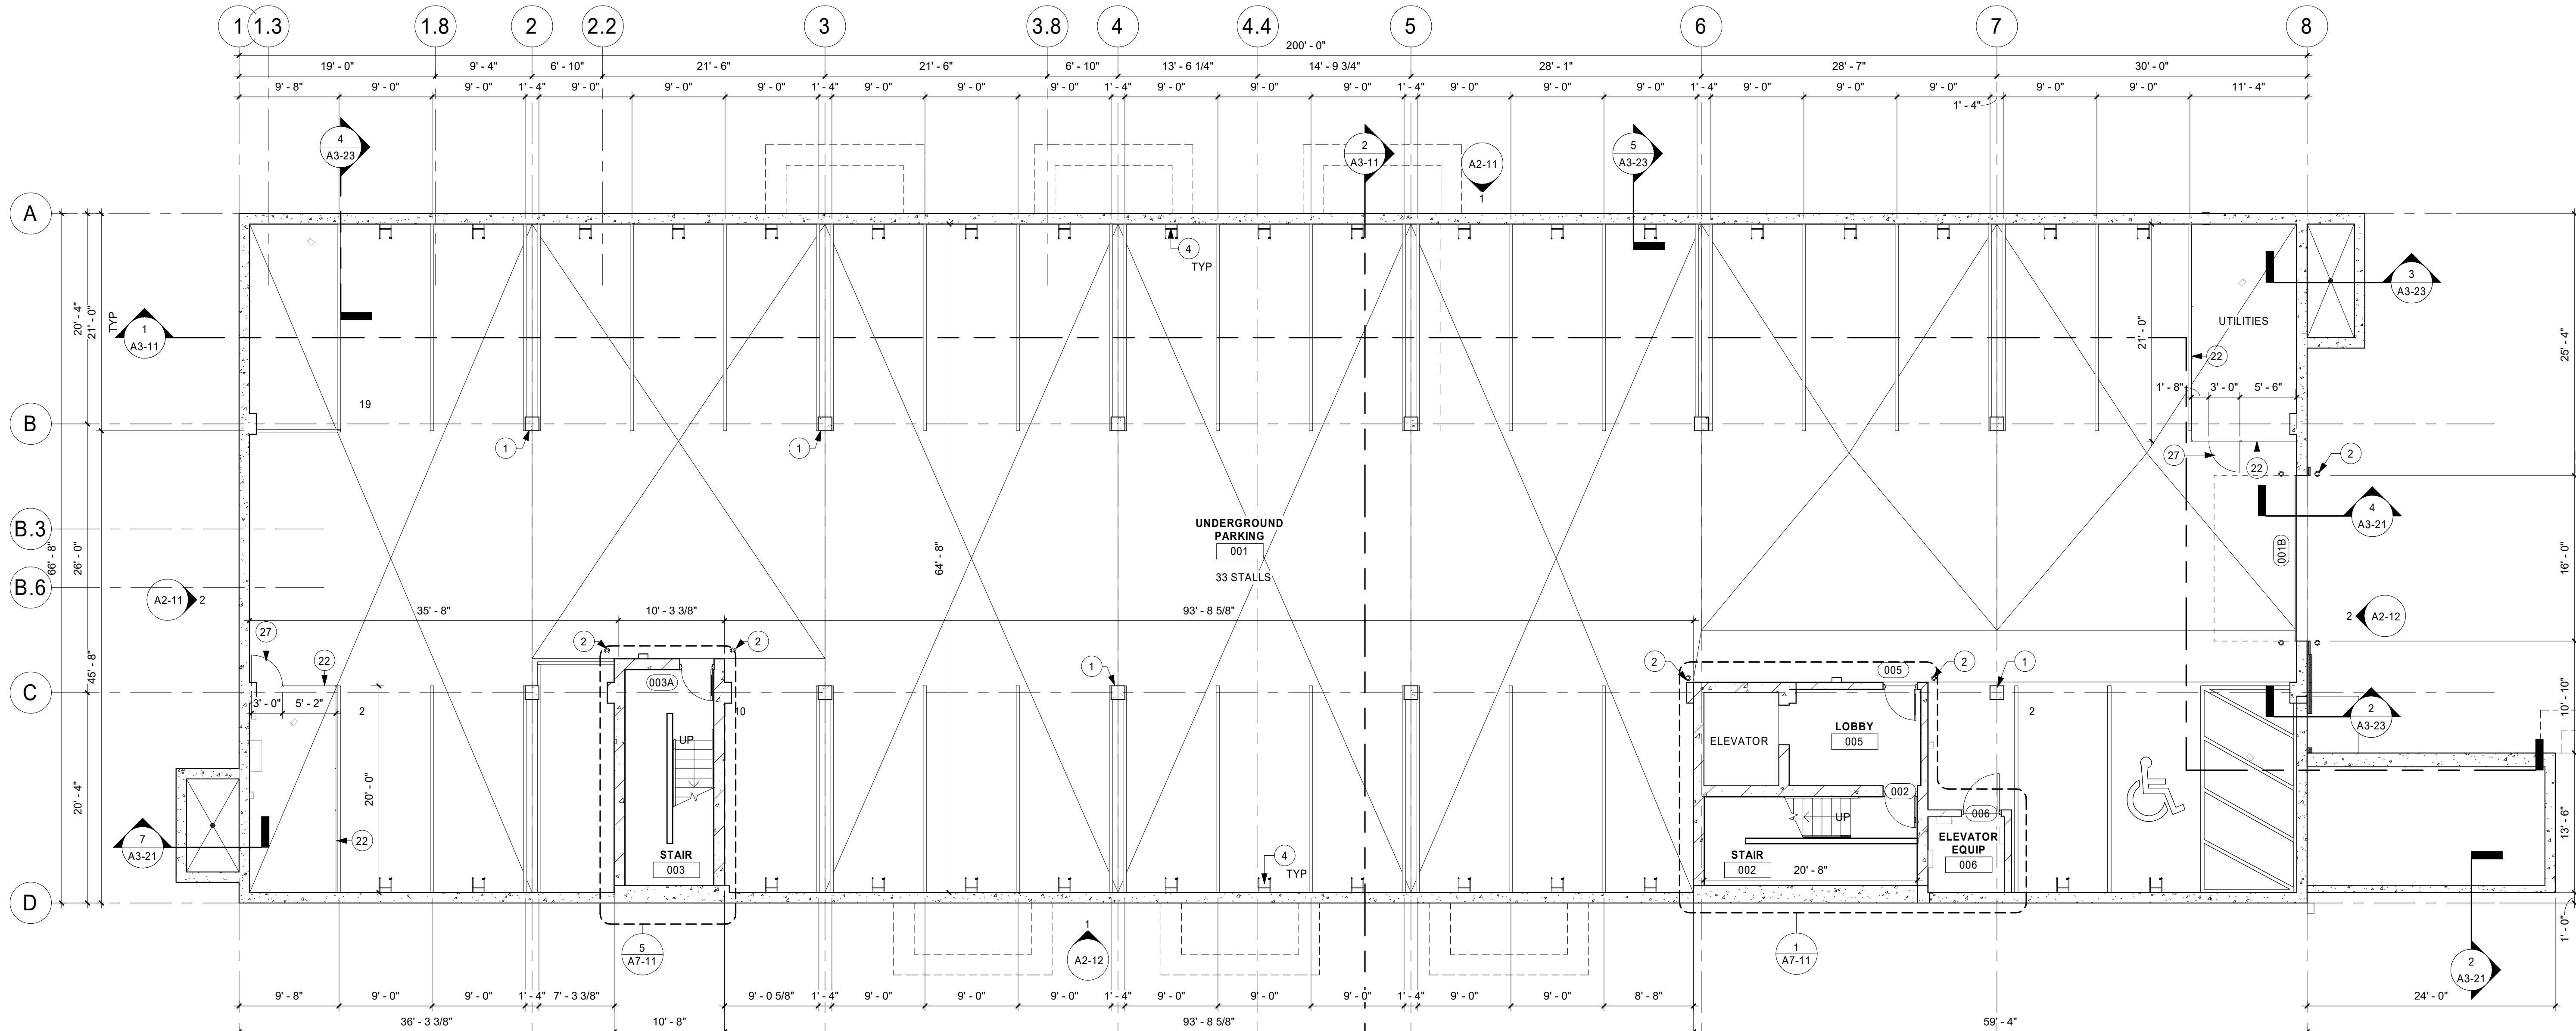 1
1.3
1.8
2
2.2
3
3.8
4
4.4
5
6
7
8
200' - 0"
19' - 0"
9' - 4"
6' - 10"
21' - 6"
21' - 6"
6' - 10"
13' - 6 1/4"
14' - 9 3/4"
28' - 1"
28' - 7"
30' - 0"
9' - 8"
9' - 0"
9' - 0"
1' - 4"
9' - 0"
9' - 0"
9' - 0"
1' - 4"
9' - 0"
9' - 0"
9' - 0"
1' - 4"
9' - 0"
9' - 0"
9' - 0"
1' - 4"
9' - 0"
9' - 0"
9' - 0"
1' - 4"
9' - 0"
9' - 0"
9' - 0"
1' - 4"
9' - 0"
9' - 0"
11' - 4"
4
A3-23
2
A3-11
A2-11
1
5
A3-23
A
B
B.3
B.6
C
D
66' - 8"
20' - 4"
26' - 0"
20' - 4"
21' - 0"
TYP
45' - 8"
1
A3-11
4
TYP
3
A3-23
UTILITIES
21' - 0"
22
1' - 8"
3' - 0"
5' - 6"
25' - 4"
19
1
1
27
22
2
4
A3-21
001B
16' - 0"
UNDERGROUND
PARKING
001
33 STALLS
64' - 8"
A2-11
2
35' - 8"
10' - 3 3/8"
93' - 8 5/8"
2
A2-12
27
22
2
2
1
2
005
2
1
3' - 0"
5' - 2"
2
003A
10
UP
20' - 0"
22
STAIR
003
ELEVATOR
LOBBY
005
002
UP
STAIR
002
20' - 8"
006
ELEVATOR
EQUIP
006
2
2
A3-23
10' - 10"
13' - 6"
1' - 0"
7
A3-21
4
TYP
5
A7-11
1
A2-12
1
A7-11
2
A3-21
9' - 8"
9' - 0"
9' - 0"
1' - 4"
7' - 3 3/8"
9' - 0 5/8"
1' - 4"
9' - 0"
9' - 0"
9' - 0"
1' - 4"
9' - 0"
9' - 0"
9' - 0"
1' - 4"
9' - 0"
9' - 0"
8' - 8"
24' - 0"
36' - 3 3/8"
10' - 8"
93' - 8 5/8"
59' - 4"